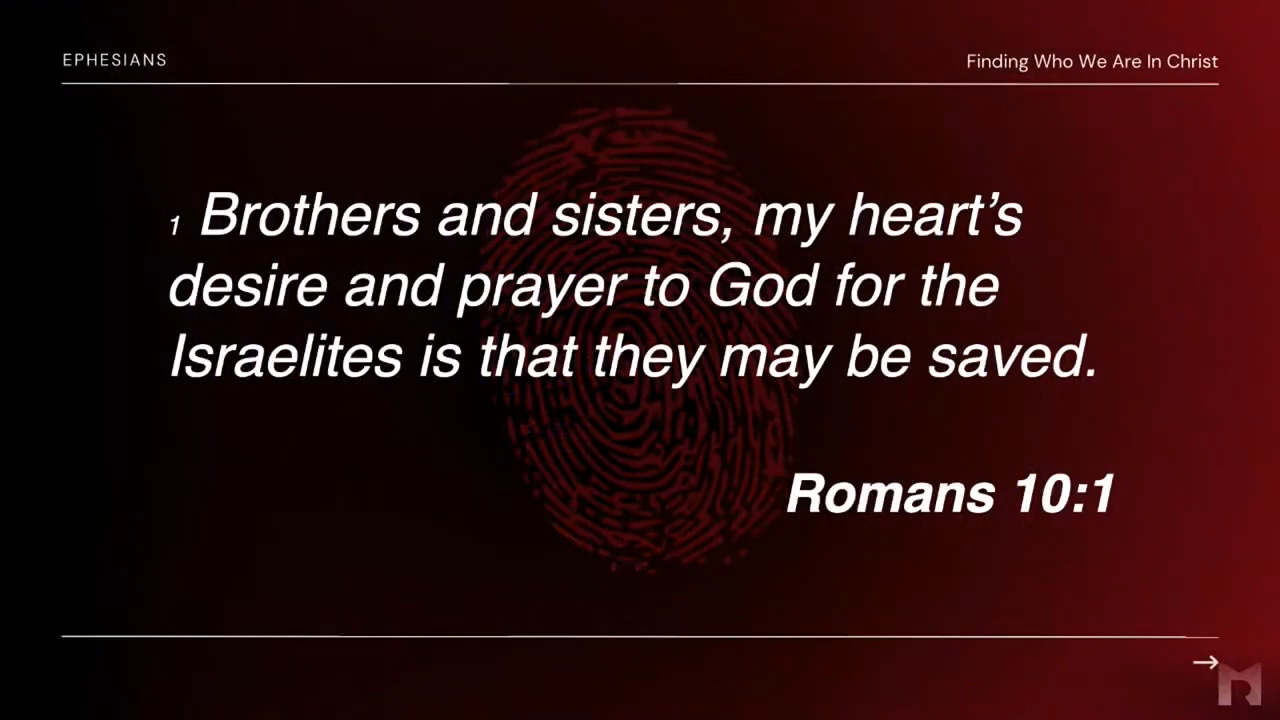 EPHESIANS
Finding Who We Are In Christ
1 Brothers and sisters, my heart’s
desire and prayer to God for the
Israelites is that they may be saved.
Romans 10:1